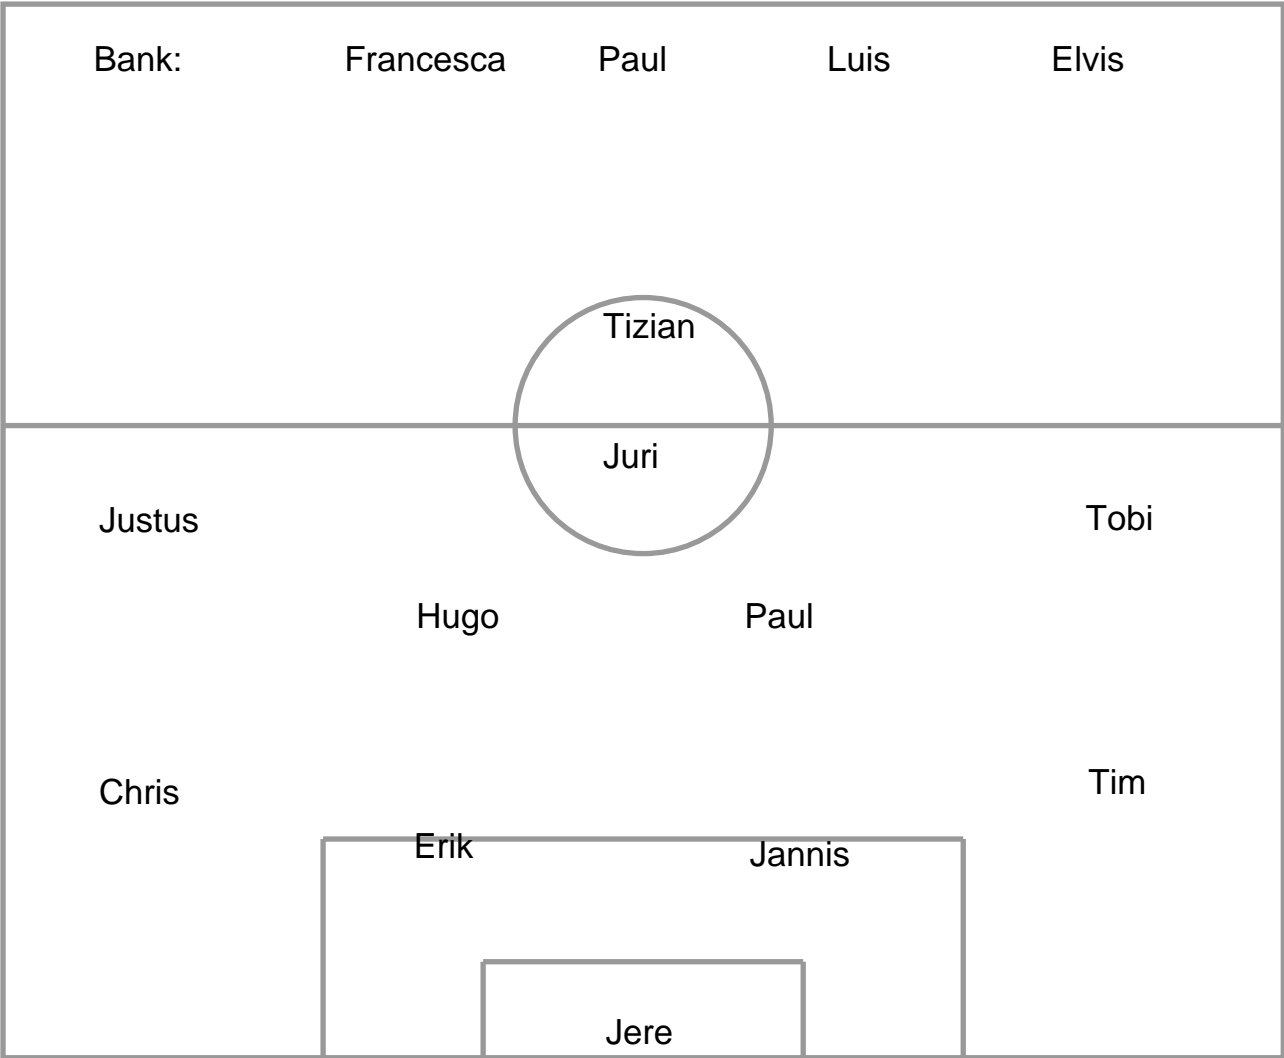 Bank: Francesca Paul Luis Elvis
Tizian
Juri
Justus Tobi
Hugo Paul
Chris Tim
Erik Jannis
Jere